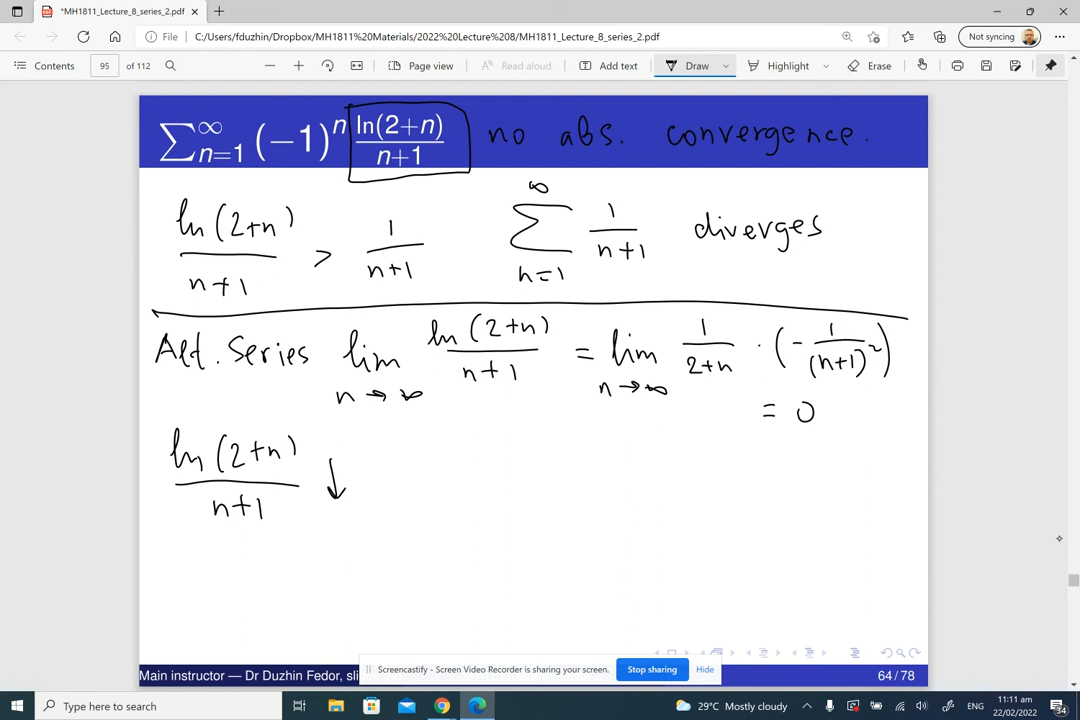 *MH1811_Lecture_8_series_2.pdf
File C:/Users/fduzhin/Dropbox/MH1811%20Materials/2022%20Lecture%208/MH1811_Lecture_8_series_2.pdf Not syncing
Contents 95 of 112 Page view Read aloud Add text Draw Highlight Erase
∑_{n=1}^{∞} (−1)^n ln(2+n)/(n+1) no abs. convergence.
ln(2+n)/(n+1) > 1/(n+1) ∑_{n=1}^{∞} 1/(n+1) diverges
Alt. Series lim_{n→∞} ln(2+n)/(n+1) = lim_{n→∞} 1/(2+n) · (−1/(n+1)^2)
= 0
ln(2+n)/(n+1) ↓
Main instructor — Dr Duzhin Fedor, sli 64 / 78
Screencastify - Screen Video Recorder is sharing your screen. Stop sharing Hide
Type here to search 29°C Mostly cloudy ENG 11:11 am 22/02/2022 34